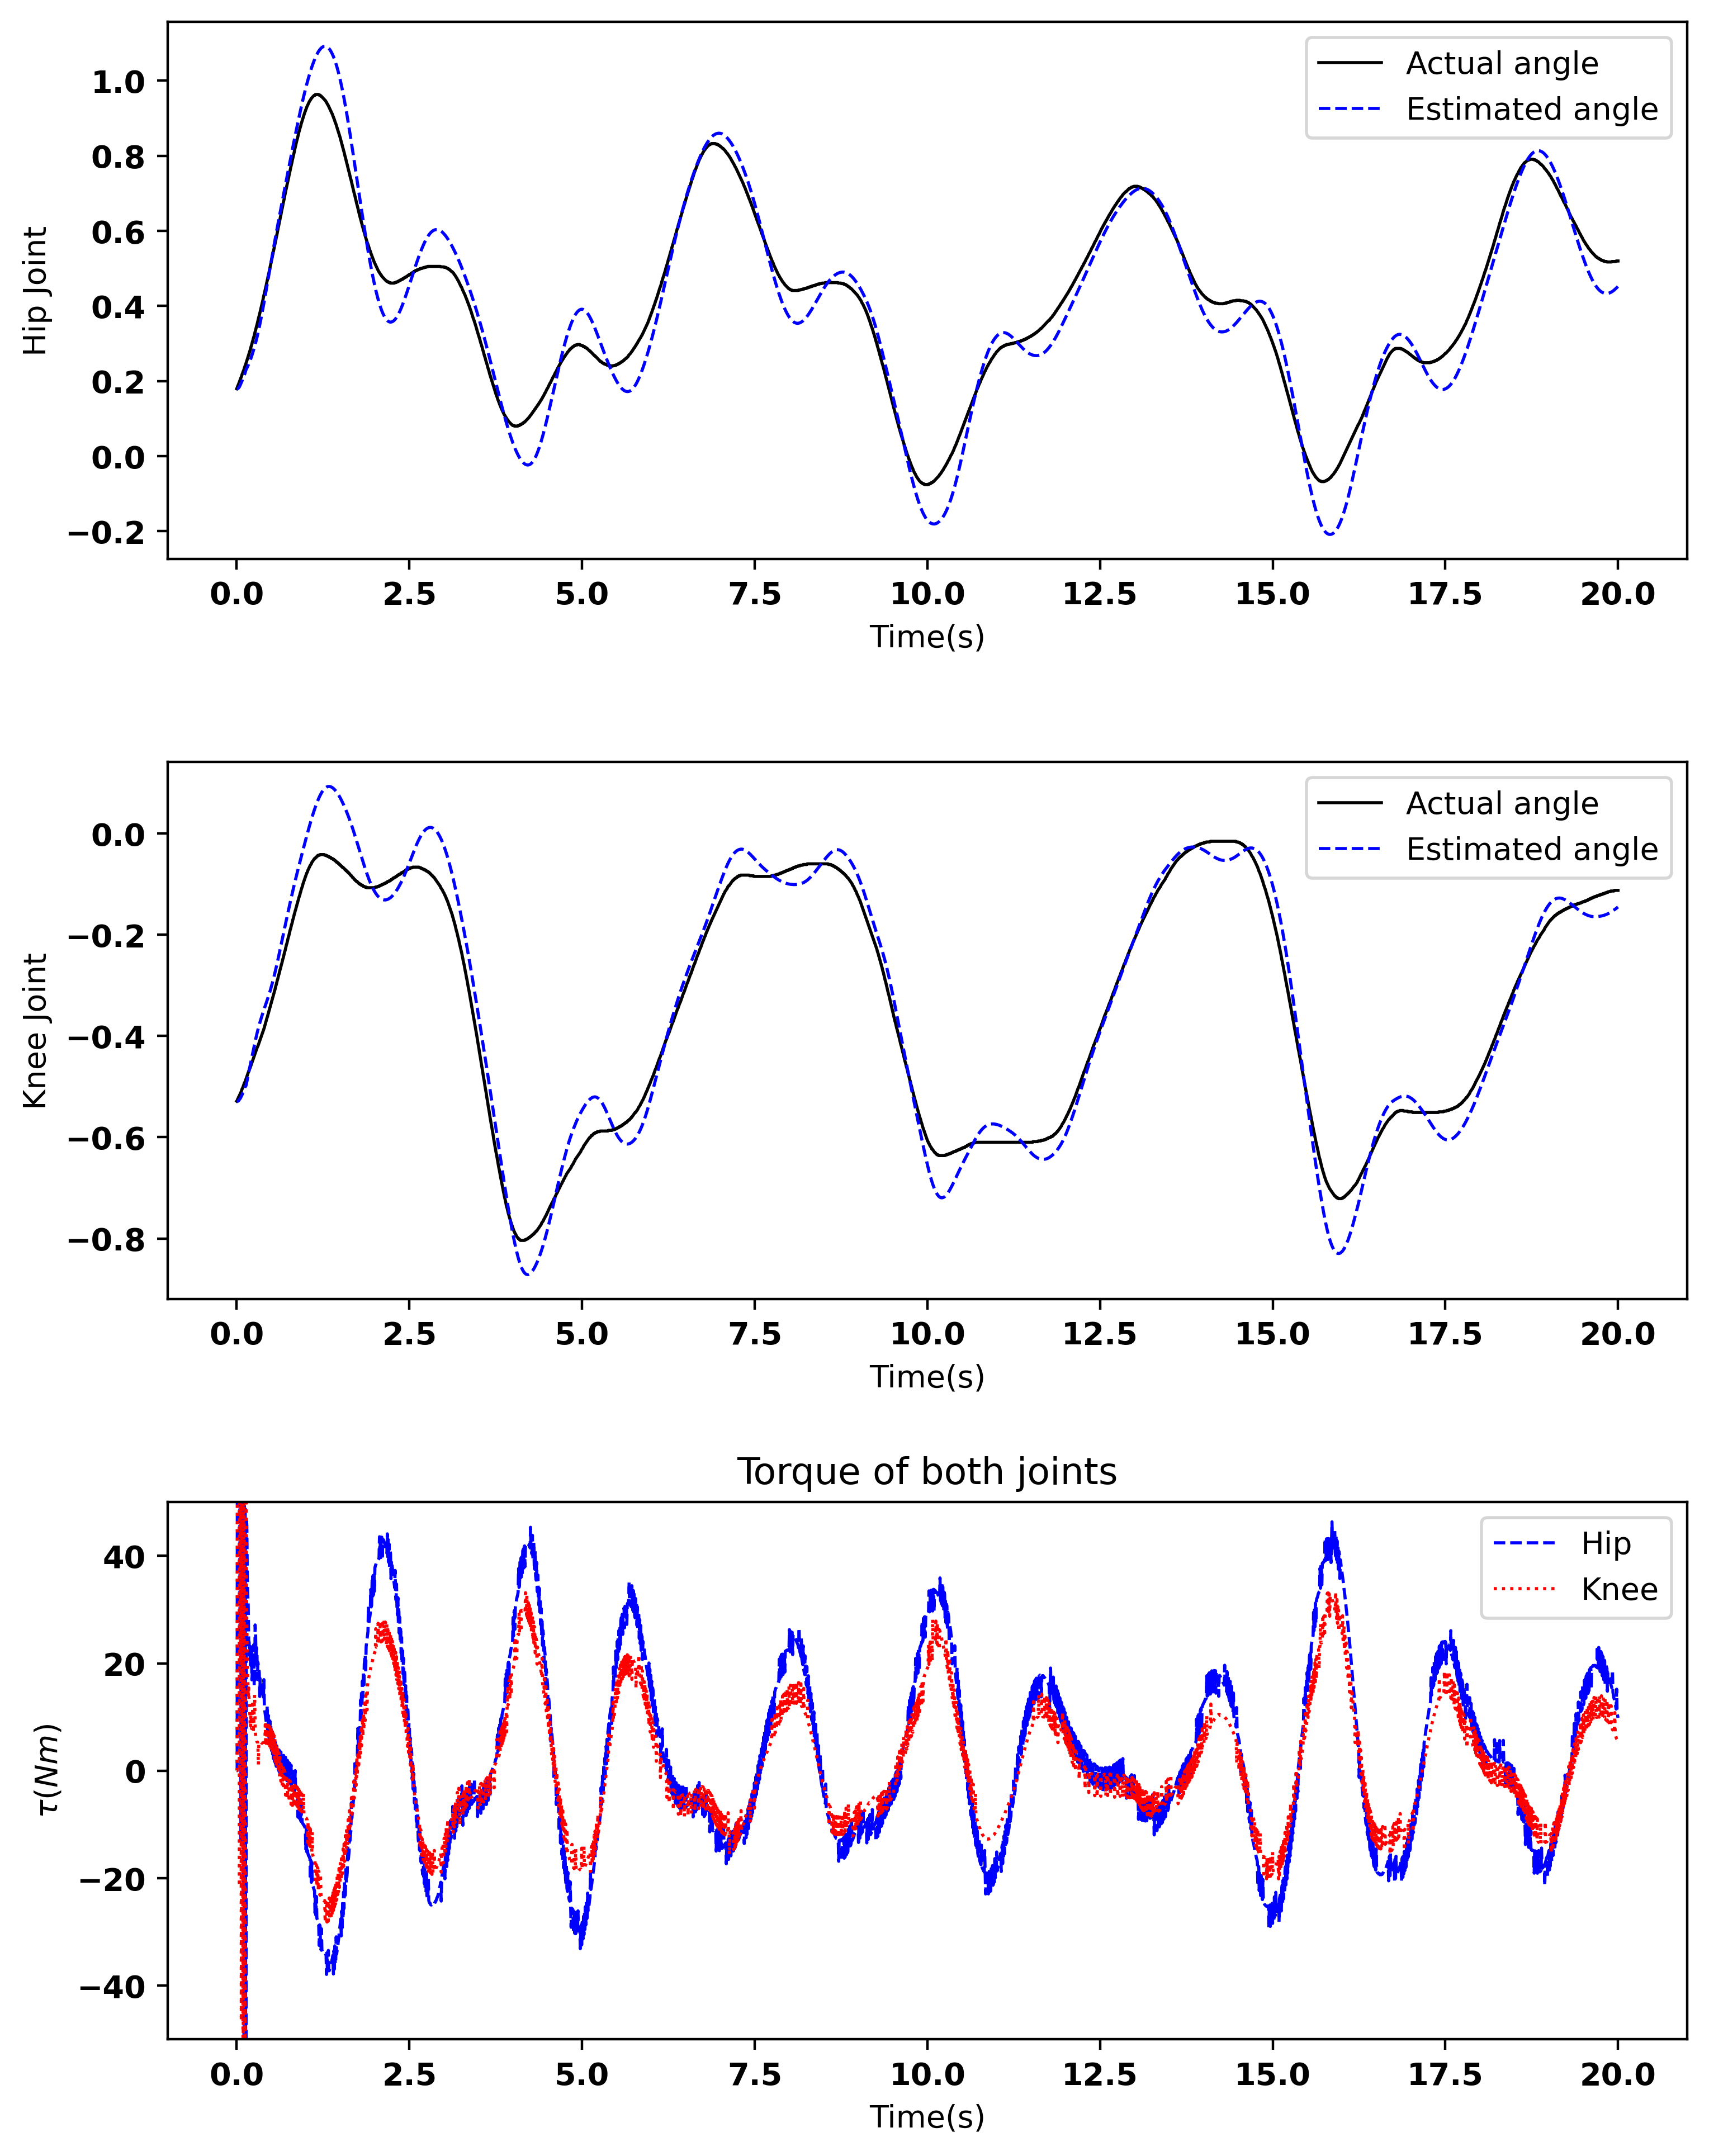 Hip Joint
1.0
0.8
0.6
0.4
0.2
0.0
−0.2
Actual angle
Estimated angle
0.0 2.5 5.0 7.5 10.0 12.5 15.0 17.5 20.0
Time(s)
Knee Joint
0.0
−0.2
−0.4
−0.6
−0.8
Actual angle
Estimated angle
0.0 2.5 5.0 7.5 10.0 12.5 15.0 17.5 20.0
Time(s)
Torque of both joints
τ(Nm)
40
20
0
−20
−40
Hip
Knee
0.0 2.5 5.0 7.5 10.0 12.5 15.0 17.5 20.0
Time(s)